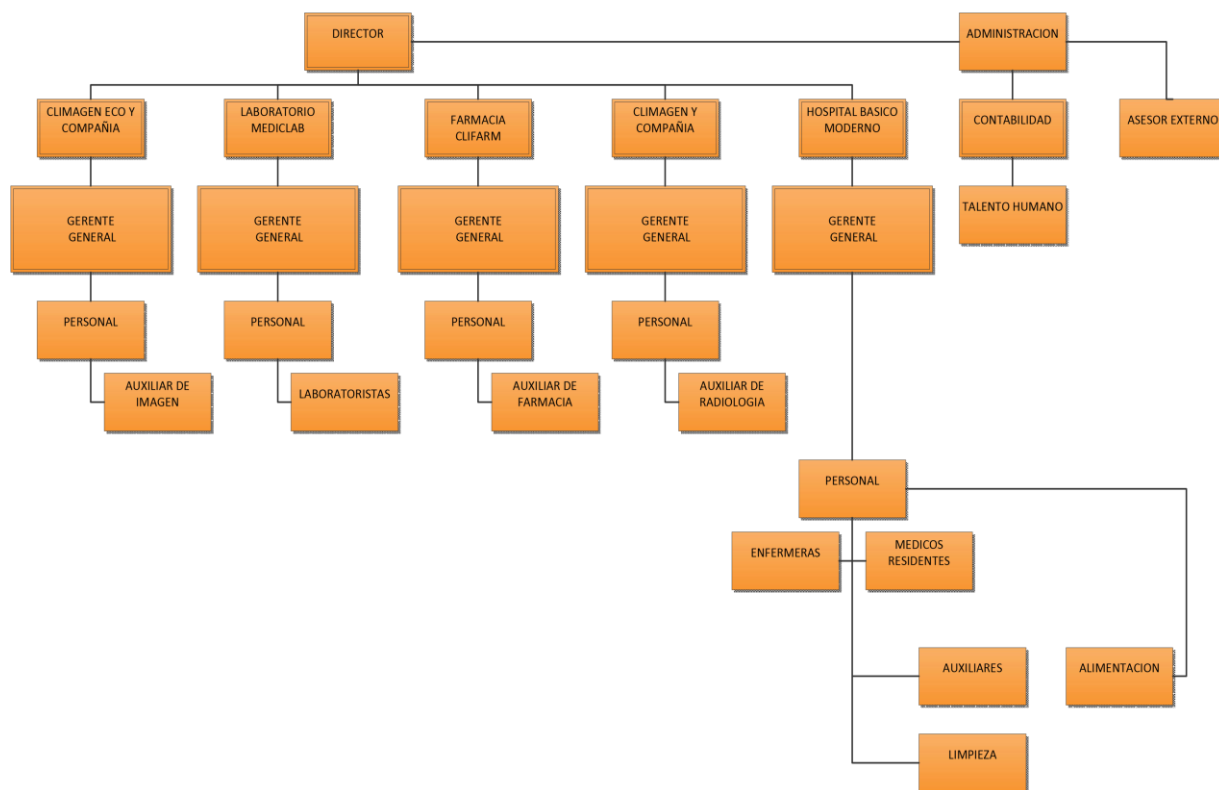 DIRECTOR
ADMINISTRACION
CLIMAGEN ECO Y
COMPAÑIA
LABORATORIO
MEDICLAB
FARMACIA
CLIFARM
CLIMAGEN Y
COMPAÑIA
HOSPITAL BASICO
MODERNO
CONTABILIDAD
ASESOR EXTERNO
GERENTE
GENERAL
GERENTE
GENERAL
GERENTE
GENERAL
GERENTE
GENERAL
GERENTE
GENERAL
TALENTO HUMANO
PERSONAL
PERSONAL
PERSONAL
PERSONAL
AUXILIAR DE
IMAGEN
LABORATORISTAS
AUXILIAR DE
FARMACIA
AUXILIAR DE
RADIOLOGIA
PERSONAL
ENFERMERAS
MEDICOS
RESIDENTES
AUXILIARES
ALIMENTACION
LIMPIEZA